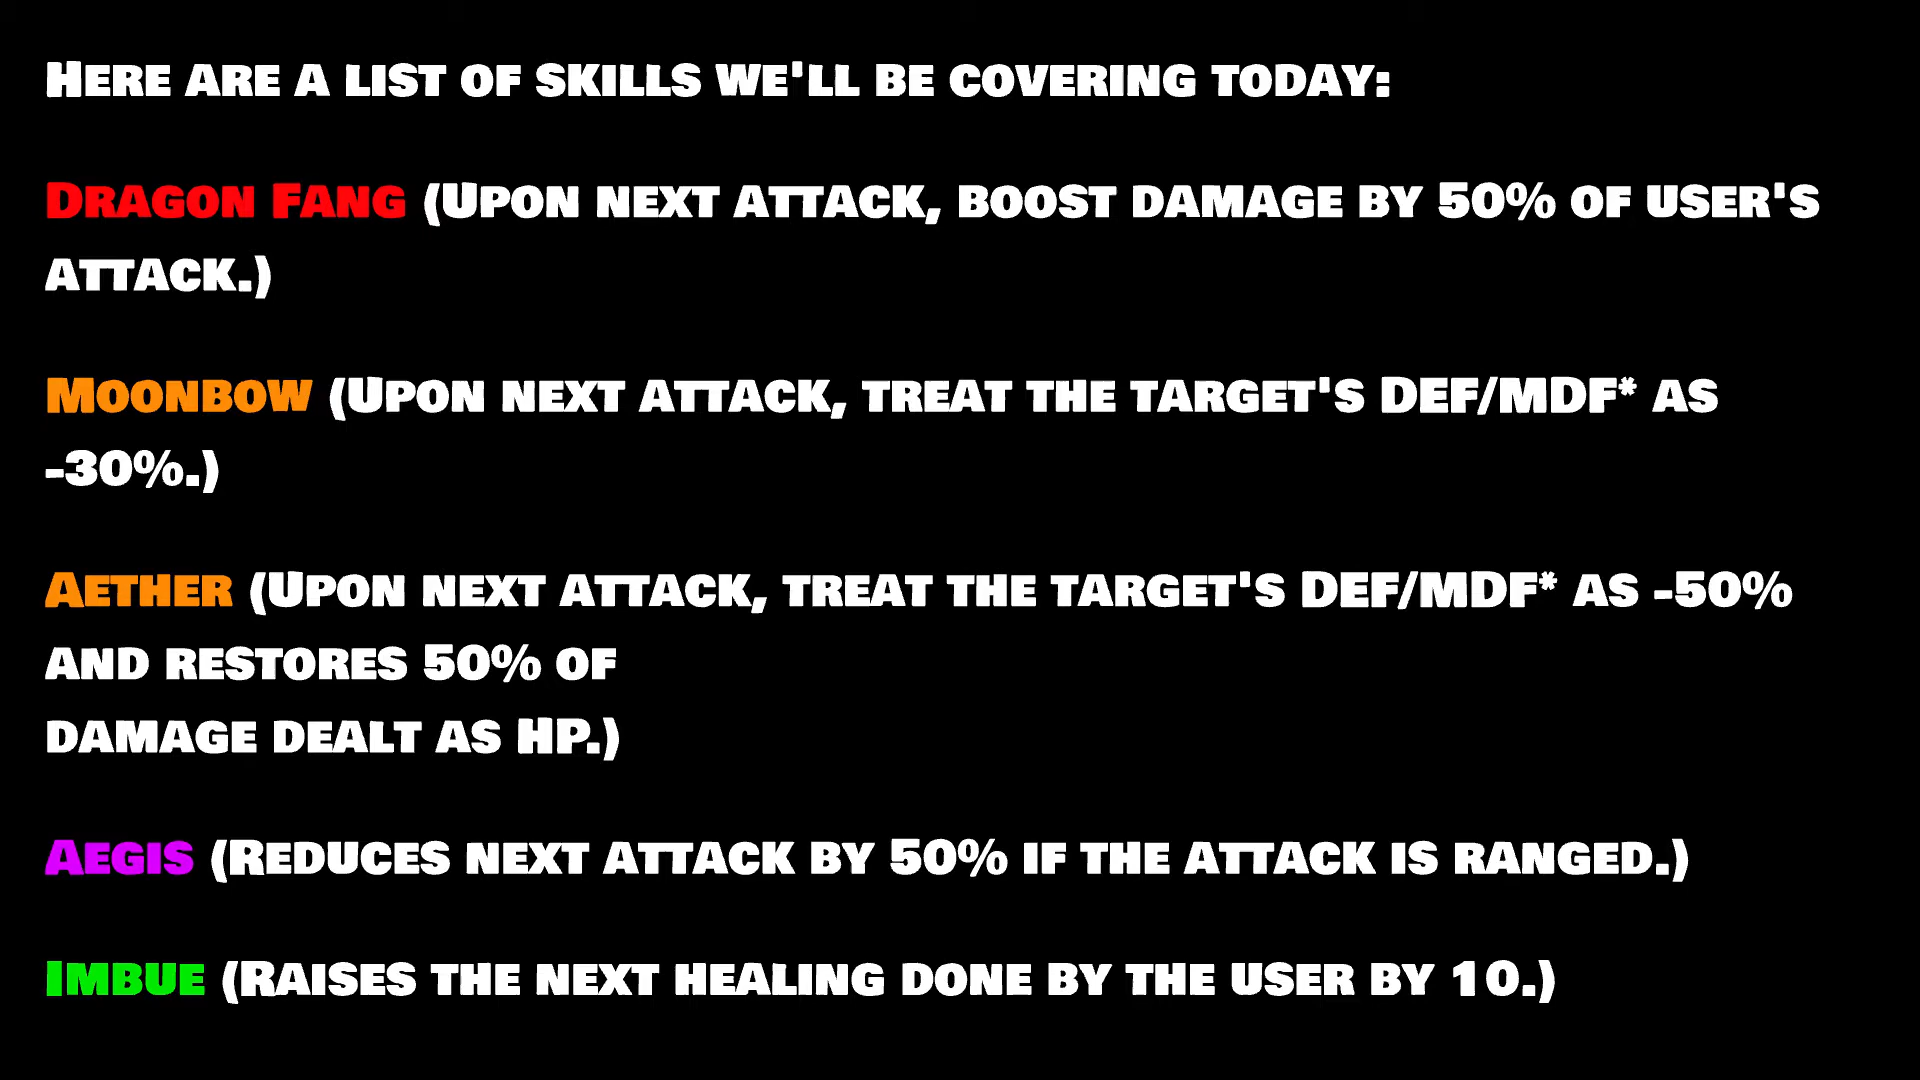 Here are a list of skills we'll be covering today:
Dragon Fang (Upon next attack, boost damage by 50% of user's
attack.)
Moonbow (Upon next attack, treat the target's DEF/MDF* as
-30%.)
Aether (Upon next attack, treat the target's DEF/MDF* as -50%
and restores 50% of
damage dealt as HP.)
Aegis (Reduces next attack by 50% if the attack is ranged.)
Imbue (Raises the next healing done by the user by 10.)